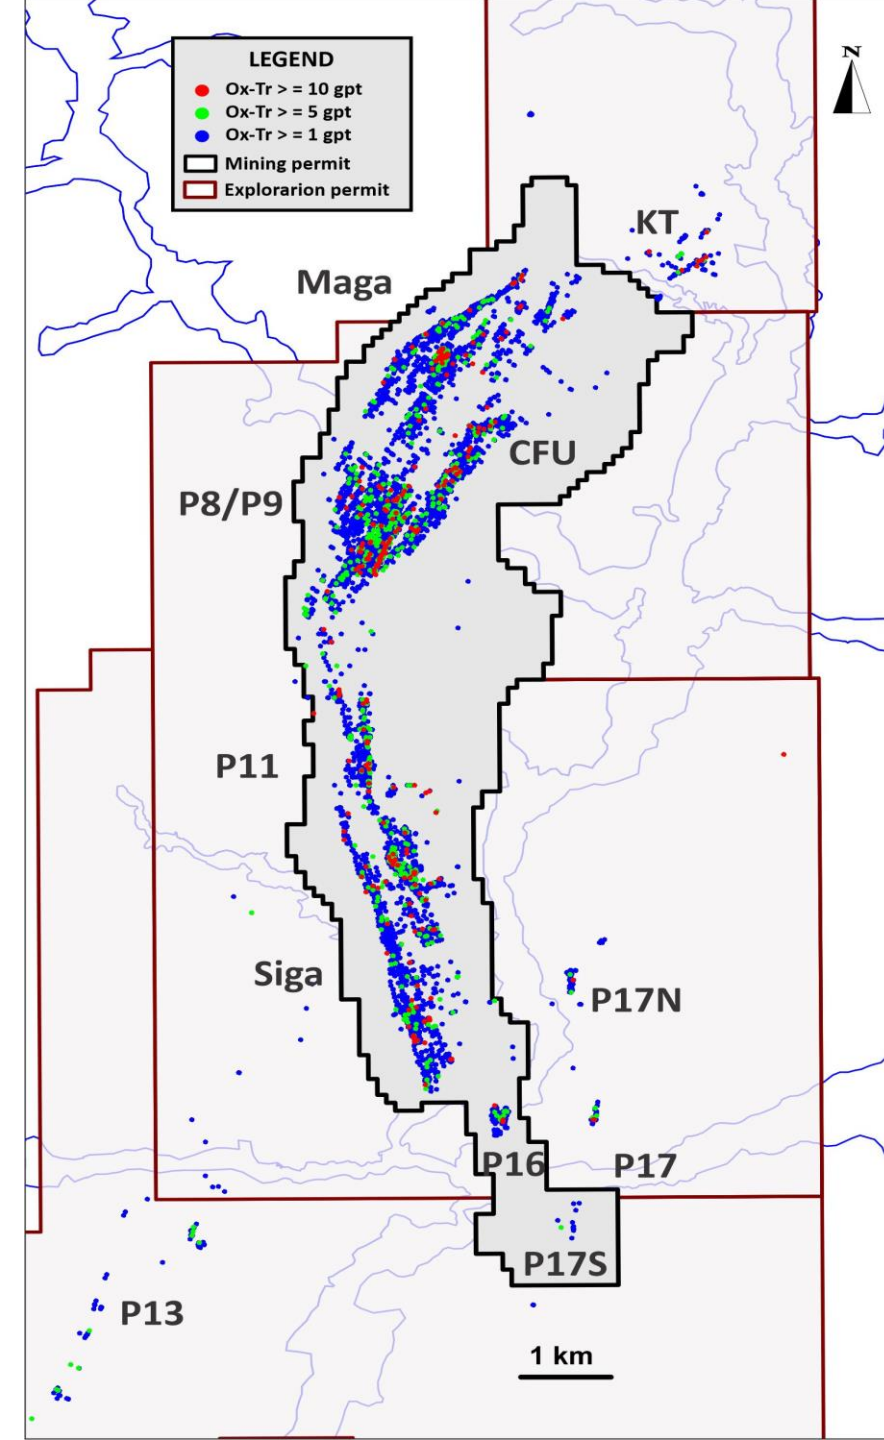 LEGEND
Ox-Tr > = 10 gpt
Ox-Tr > = 5 gpt
Ox-Tr > = 1 gpt
Mining permit
Explorarion permit
N
KT
Maga
CFU
P8/P9
P11
Siga
P17N
P16
P17
P17S
P13
1 km